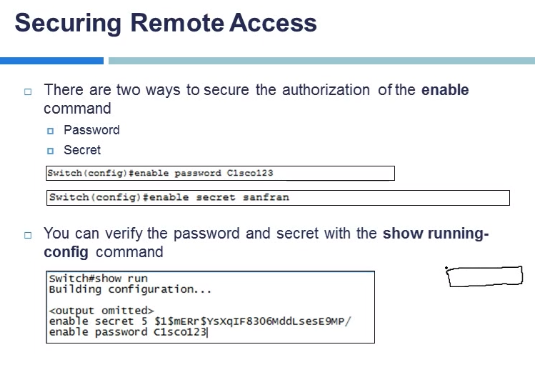 Securing Remote Access
There are two ways to secure the authorization of the enable
command
Password
Secret
Switch(config)#enable password C1sco123
Switch(config)#enable secret sanfran
You can verify the password and secret with the show running-
config command
Switch#show run
Building configuration...
<output omitted>
enable secret 5 $1$mERr$YsXqIF8306MddLsesE9MP/
enable password C1sco123